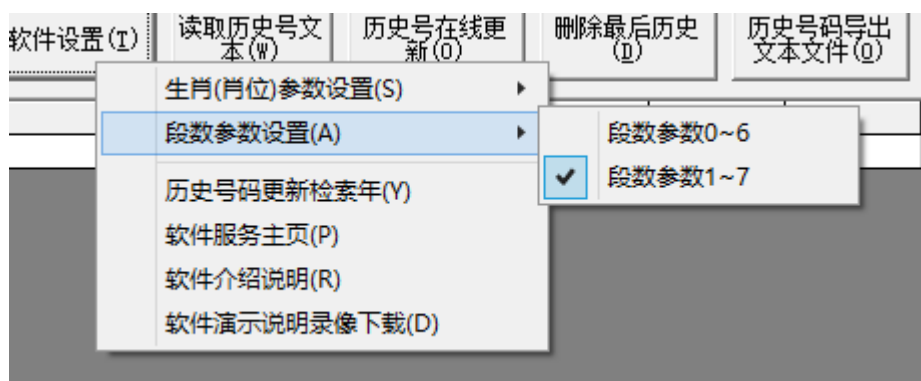 软件设置(T)
读取历史号文
本(W)
历史号在线更
新(O)
删除最后历史
(D)
历史号码导出
文本文件(O)
生肖(肖位)参数设置(S)
段数参数设置(A)
段数参数0~6
段数参数1~7
历史号码更新检索年(Y)
软件服务主页(P)
软件介绍说明(R)
软件演示说明录像下载(D)